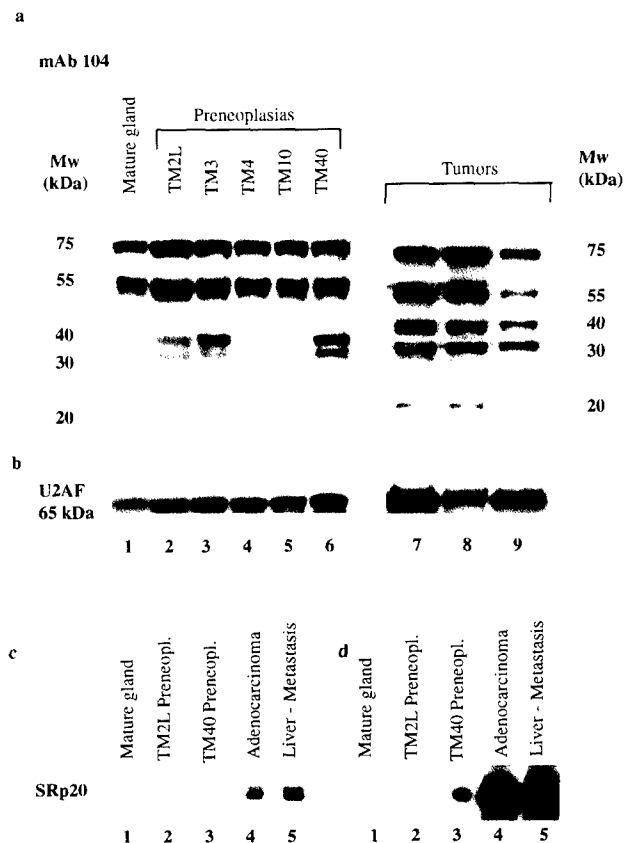 a
mAb 104
Preneoplasias
Mature gland
TM2L
TM3
TM4
TM10
TM40
Tumors
Mw
(kDa)
Mw
(kDa)
75
55
40
30
20
75
55
40
30
20
b
U2AF
65 kDa
1 2 3 4 5 6 7 8 9
c
Mature gland
TM2L Preneopl.
TM40 Preneopl.
Adenocarcinoma
Liver - Metastasis
d
Mature gland
TM2L Preneopl.
TM40 Preneopl.
Adenocarcinoma
Liver - Metastasis
SRp20
1 2 3 4 5
1 2 3 4 5